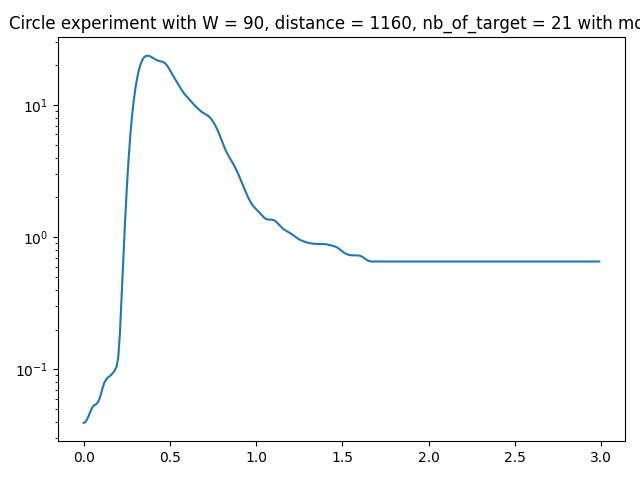 Circle experiment with W = 90, distance = 1160, nb_of_target = 21 with
10¹
10⁰
10⁻¹
0.0 0.5 1.0 1.5 2.0 2.5 3.0